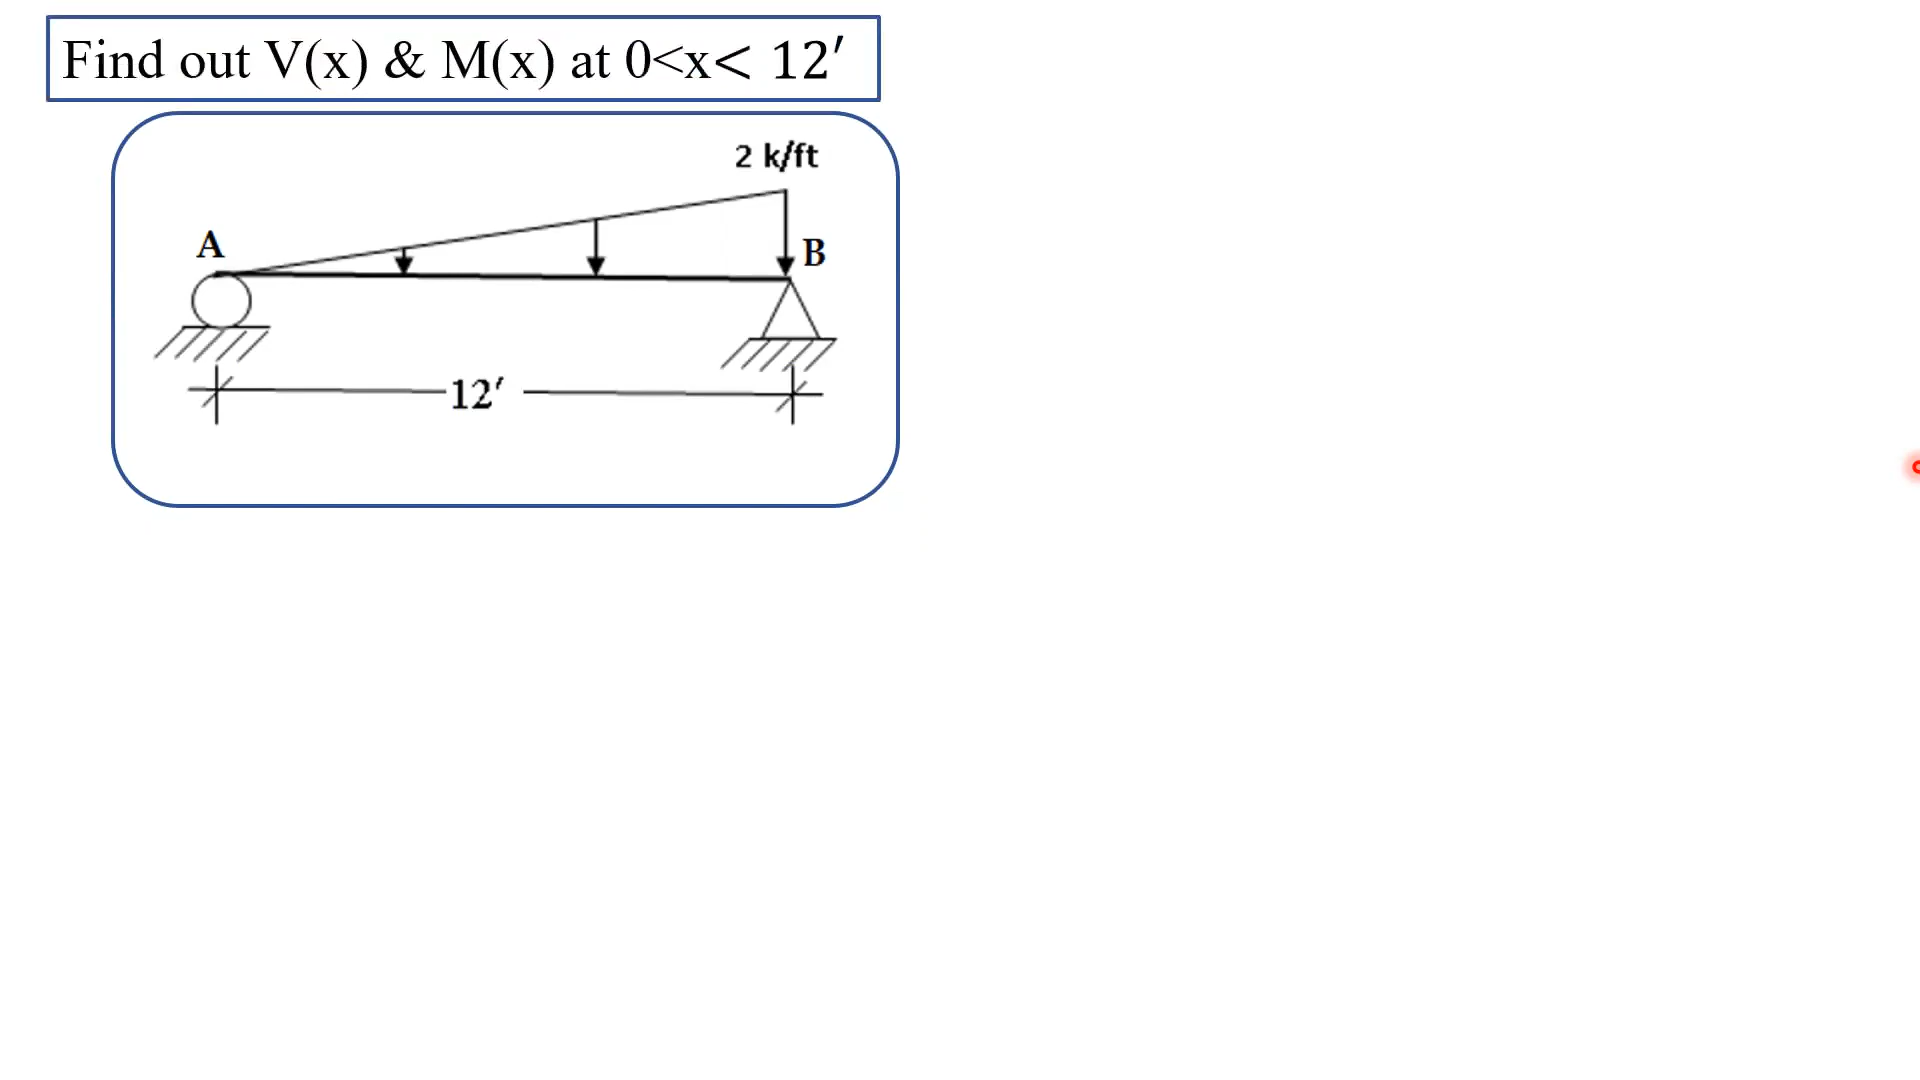 Find out V(x) & M(x) at 0<x< 12′
2 k/ft
A
B
12′